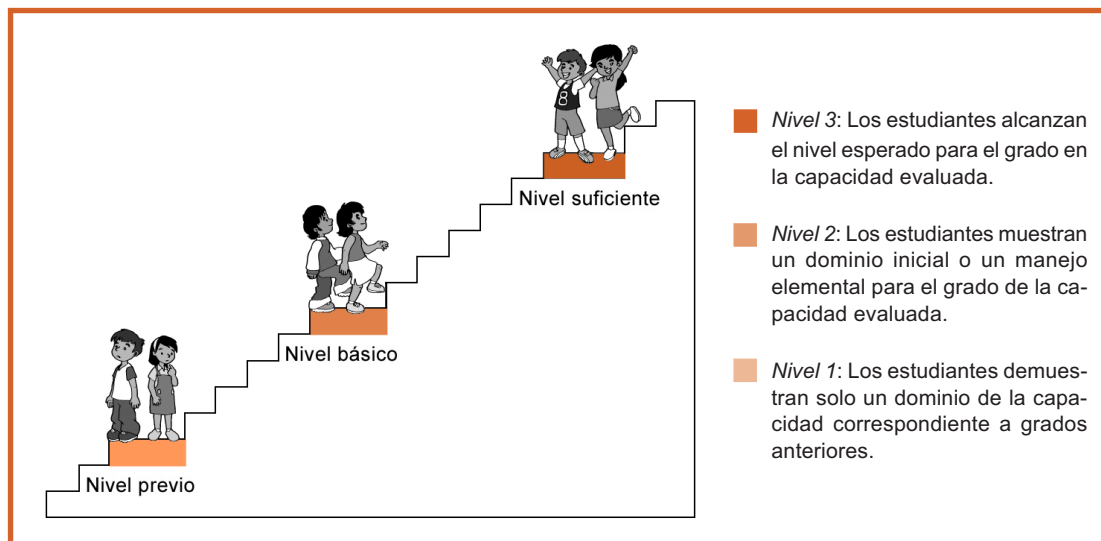 Nivel suficiente
Nivel básico
Nivel previo
Nivel 3: Los estudiantes alcanzan
el nivel esperado para el grado en
la capacidad evaluada.
Nivel 2: Los estudiantes muestran
un dominio inicial o un manejo
elemental para el grado de la ca-
pacidad evaluada.
Nivel 1: Los estudiantes demues-
tran solo un dominio de la capa-
cidad correspondiente a grados
anteriores.
8